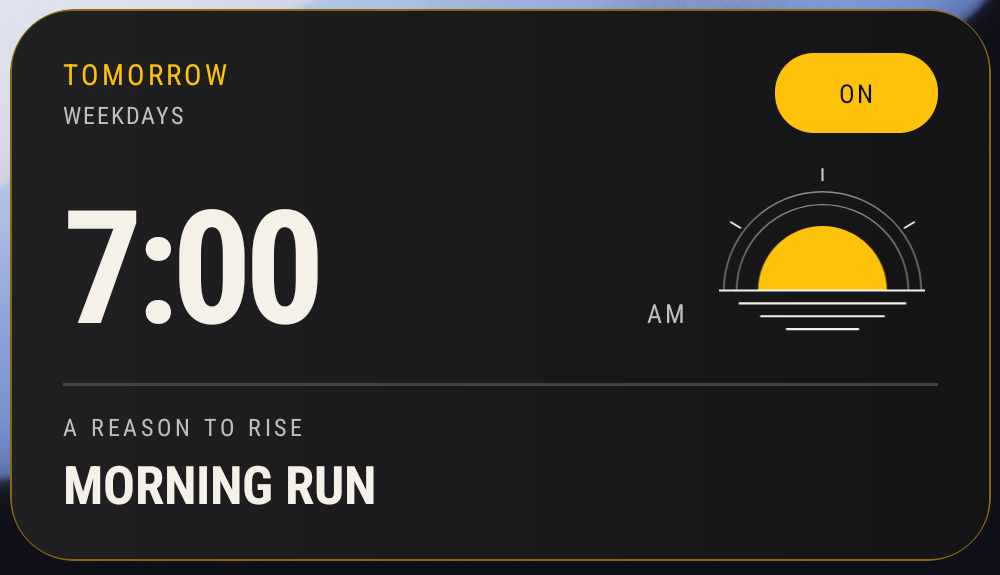 TOMORROW
WEEKDAYS
ON
7:00
AM
A REASON TO RISE
MORNING RUN